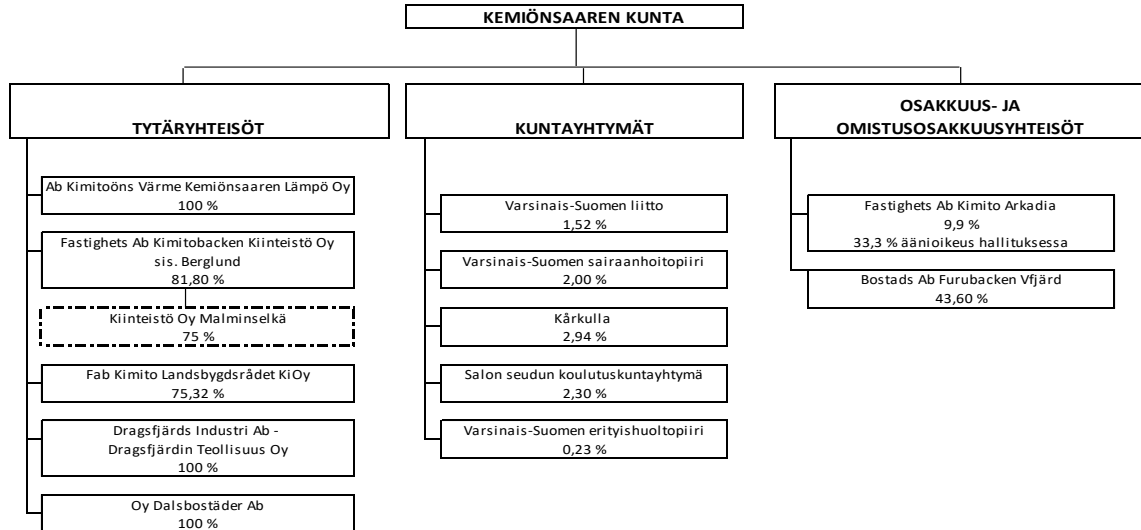 KEMIÖNSAAREN KUNTA
TYTÄRYHTEISÖT
Ab Kimitoöns Värme Kemiönsaaren Lämpö Oy
100 %
Fastighets Ab Kimitobacken Kiinteistö Oy
sis. Berglund
81,80 %
Kiinteistö Oy Malminselkä
75 %
Fab Kimito Landsbygdsrådet KiOy
75,32 %
Dragsfjärds Industri Ab -
Dragsfjärdin Teollisuus Oy
100 %
Oy Dalsbostäder Ab
100 %
KUNTAYHTYMÄT
Varsinais-Suomen liitto
1,52 %
Varsinais-Suomen sairaanhoitopiiri
2,00 %
Kårkulla
2,94 %
Salon seudun koulutuskuntayhtymä
2,30 %
Varsinais-Suomen erityishuoltopiiri
0,23 %
OSAKKUUS- JA
OMISTUSOSAKKUUSYHTEISÖT
Fastighets Ab Kimito Arkadia
9,9 %
33,3 % äänioikeus hallituksessa
Bostads Ab Furubacken Vfjärd
43,60 %